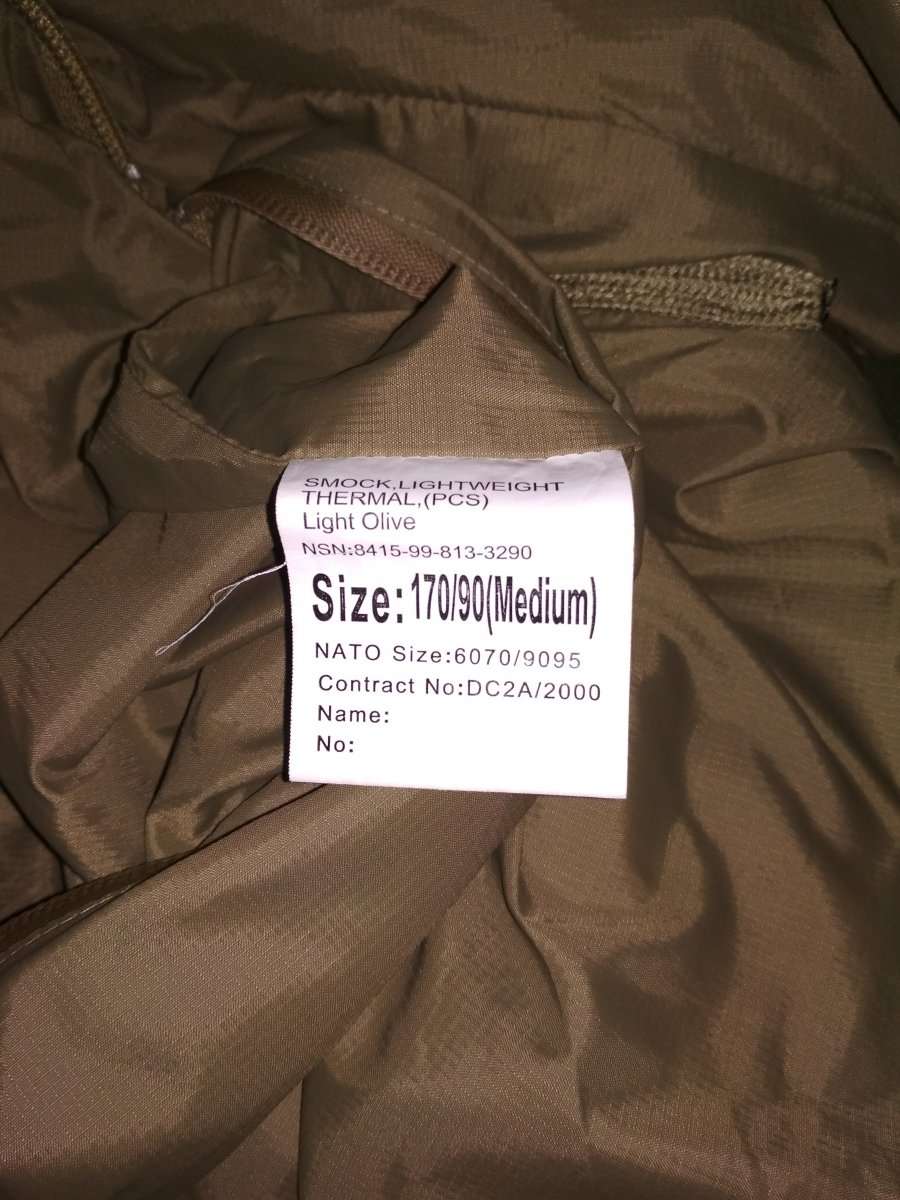 SMOCK,LIGHTWEIGHT
THERMAL,(PCS)
Light Olive
NSN:8415-99-813-3290
Size:170/90(Medium)
NATO Size:6070/9095
Contract No:DC2A/2000
Name:
No: